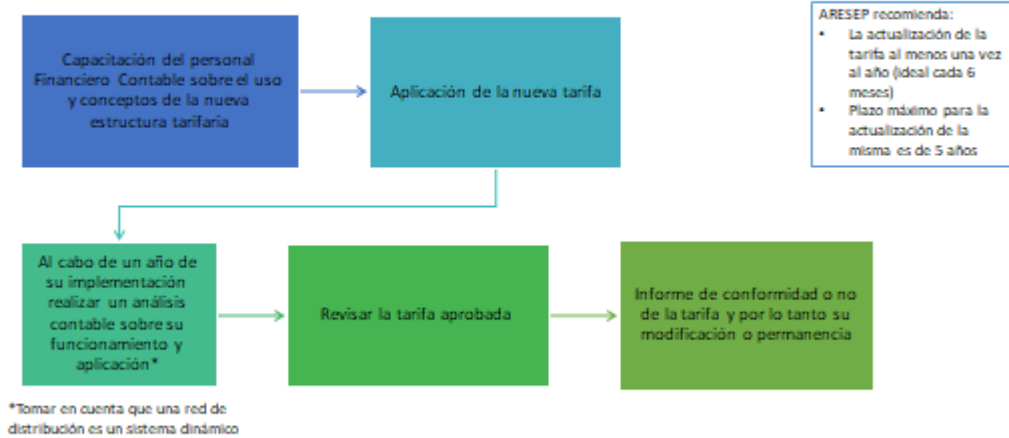 Capacitación del personal
Financiero Contable sobre el uso
y conceptos de la nueva
estructura tarifaria
Aplicación de la nueva tarifa
ARESEP recomienda:
• La actualización de la
tarifa al menos una vez
al año (ideal cada 6
meses)
• Plazo máximo para la
actualización de la
misma es de 5 años
Al cabo de un año de
su implementación
realizar un análisis
contable sobre su
funcionamiento y
aplicación*
Revisar la tarifa aprobada
Informe de conformidad o no
de la tarifa y por lo tanto su
modificación o permanencia
*Tomar en cuenta que una red de
distribución es un sistema dinámico